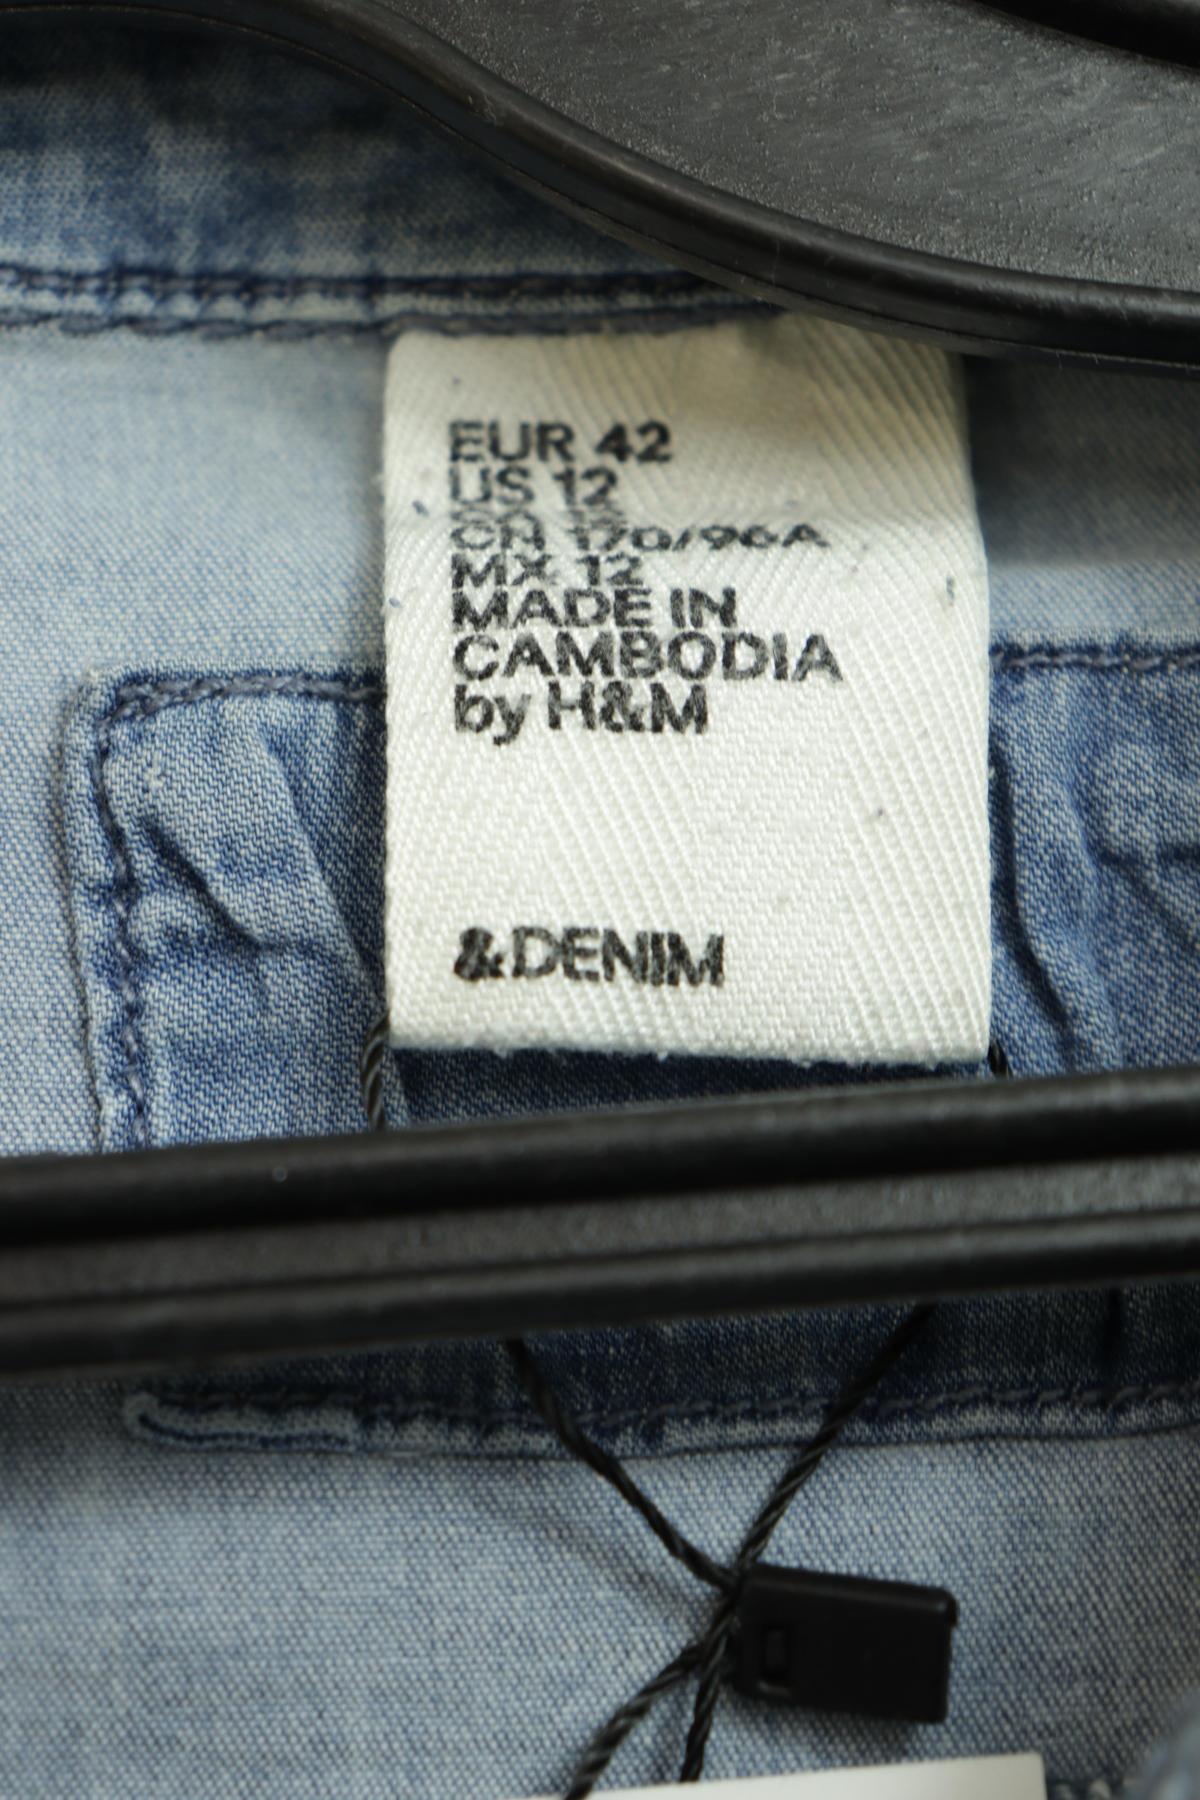 EUR 42
US 12
CN 170/96A
MX 12
MADE IN
CAMBODIA
by H&M
&DENIM